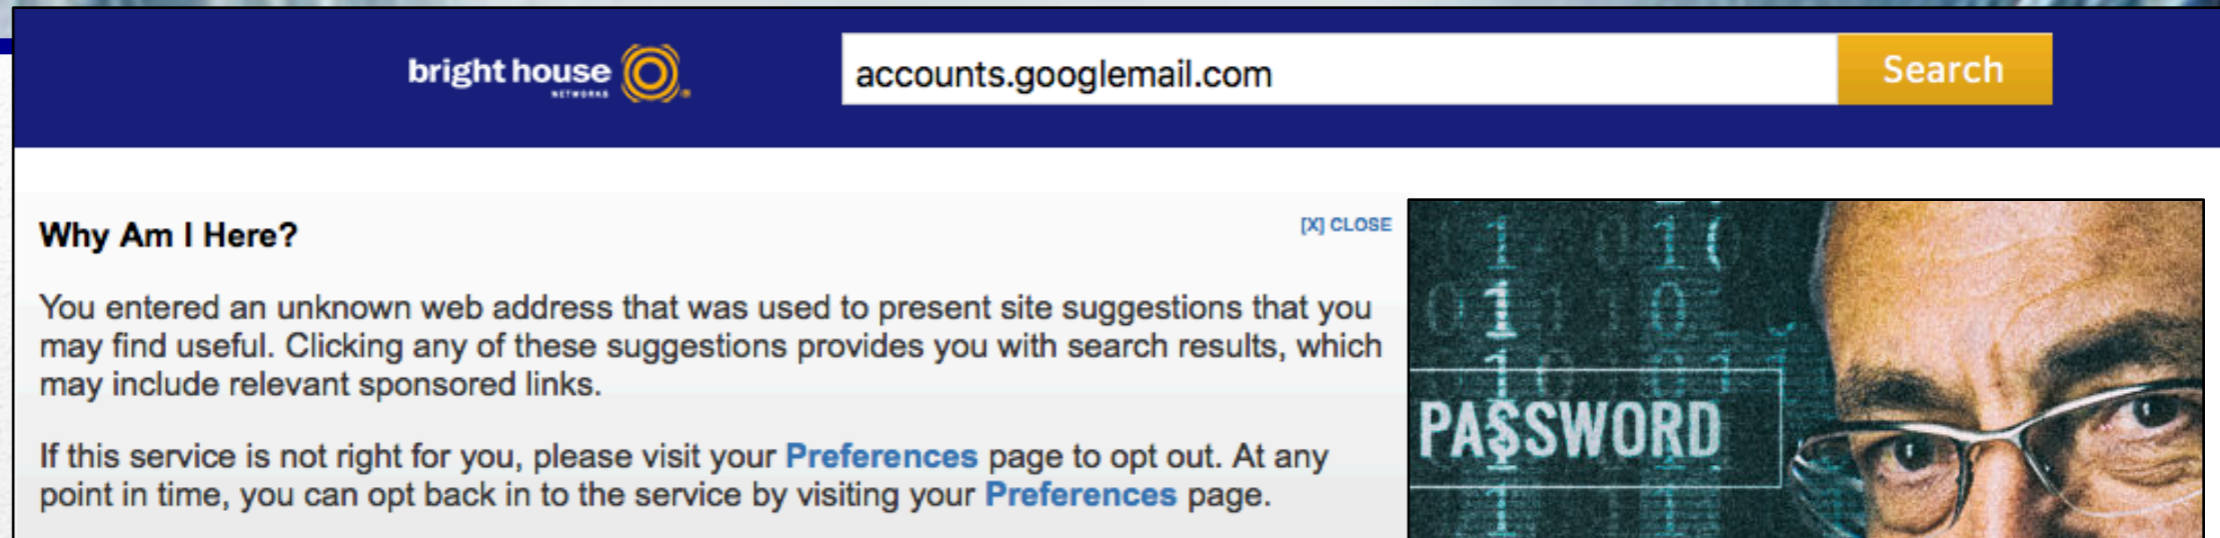 bright house
NETWORKS
accounts.googlemail.com
Search
Why Am I Here?
[X] CLOSE
You entered an unknown web address that was used to present site suggestions that you
may find useful. Clicking any of these suggestions provides you with search results, which
may include relevant sponsored links.
If this service is not right for you, please visit your Preferences page to opt out. At any
point in time, you can opt back in to the service by visiting your Preferences page.
PASSWORD